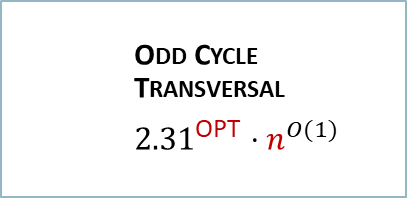 ODD CYCLE
TRANSVERSAL
2.31^OPT · n^O(1)